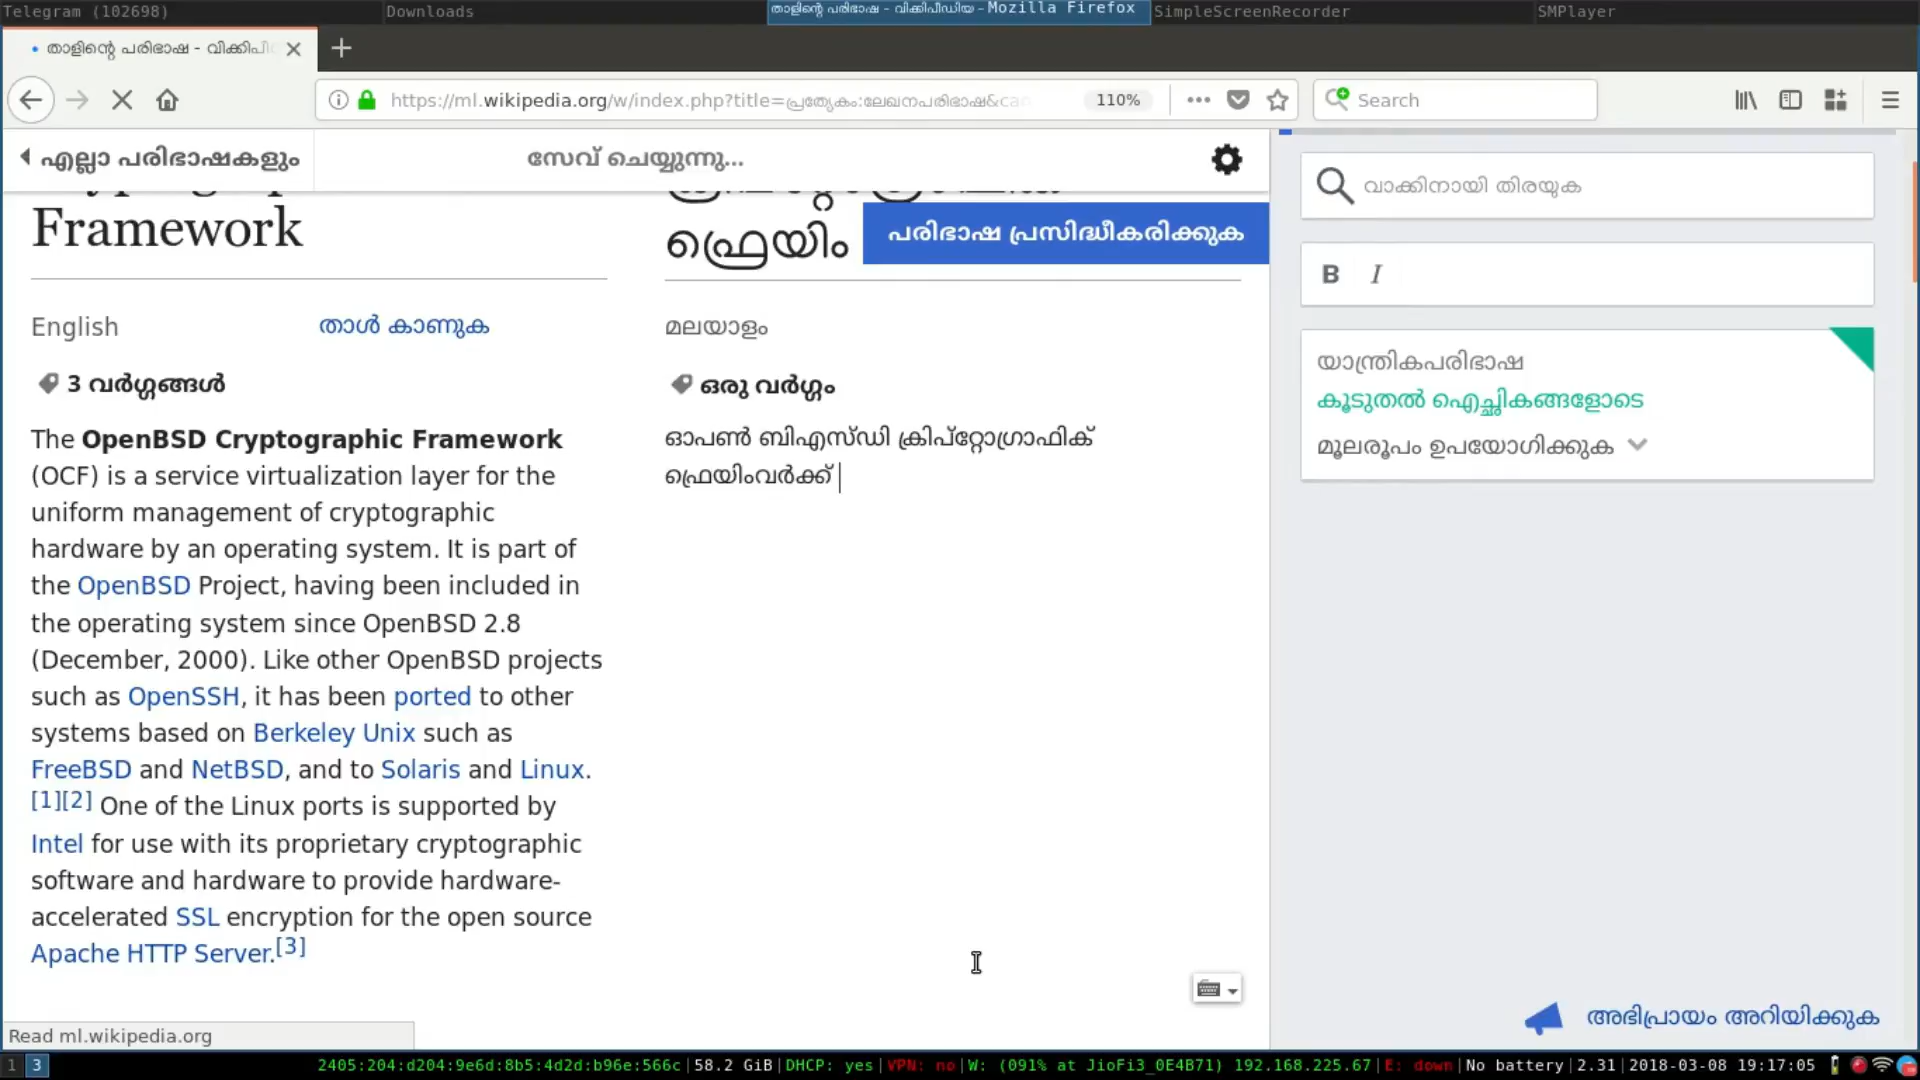 Telegram (102698)
Downloads
താളിന്റെ പരിഭാഷ - വിക്കിപീഡിയ - Mozilla Firefox
SimpleScreenRecorder
SMPlayer
താളിന്റെ പരിഭാഷ - വിക്കിപീ
https://ml.wikipedia.org/w/index.php?title=പ്രത്യേകം:ലേഖനപരിഭാഷ&ca
110%
Search
എല്ലാ പരിഭാഷകളും
സേവ് ചെയ്യുന്നു...
Framework
ഫ്രെയിം
പരിഭാഷ പ്രസിദ്ധീകരിക്കുക
വാക്കിനായി തിരയുക
B I
English
താൾ കാണുക
മലയാളം
3 വർഗ്ഗങ്ങൾ
ഒരു വർഗ്ഗം
The OpenBSD Cryptographic Framework
(OCF) is a service virtualization layer for the
uniform management of cryptographic
hardware by an operating system. It is part of
the OpenBSD Project, having been included in
the operating system since OpenBSD 2.8
(December, 2000). Like other OpenBSD projects
such as OpenSSH, it has been ported to other
systems based on Berkeley Unix such as
FreeBSD and NetBSD, and to Solaris and Linux.
[1][2] One of the Linux ports is supported by
Intel for use with its proprietary cryptographic
software and hardware to provide hardware-
accelerated SSL encryption for the open source
Apache HTTP Server.[3]
ഓപൺ ബിഎസ്ഡി ക്രിപ്റ്റോഗ്രാഫിക്
ഫ്രെയിംവർക്ക്
യാന്ത്രികപരിഭാഷ
കൂടുതൽ ഐച്ഛികങ്ങളോടെ
മൂലരൂപം ഉപയോഗിക്കുക
അഭിപ്രായം അറിയിക്കുക
Read ml.wikipedia.org
1 3
2405:204:d204:9e6d:8b5:4d2d:b96e:566c|58.2 GiB|DHCP: yes|VPN: no|W: (091% at JioFi3_0E4B71) 192.168.225.67|E: down|No battery|2.31|2018-03-08 19:17:05